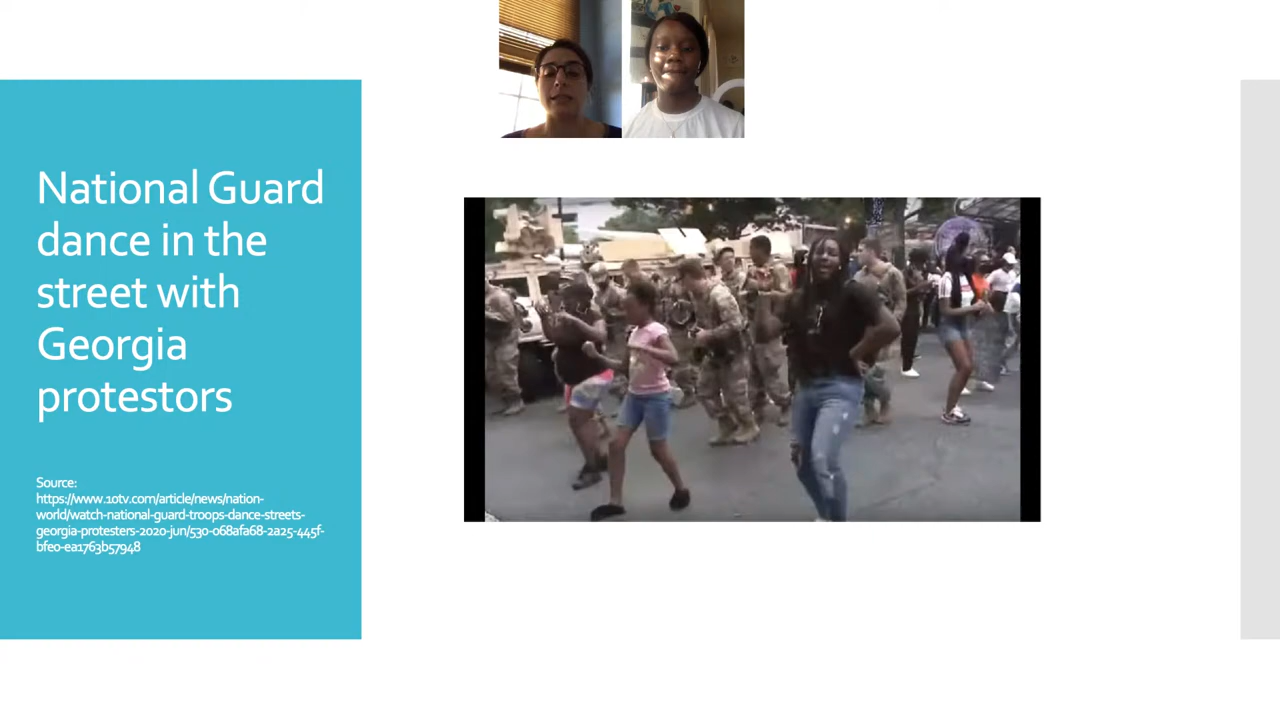 National Guard
dance in the
street with
Georgia
protestors
Source:
https://www.10tv.com/article/news/nation-
world/watch-national-guard-troops-dance-streets-
georgia-protesters-2020-jun/530-068afa68-2a25-445f-
bfe0-ea1763b57948